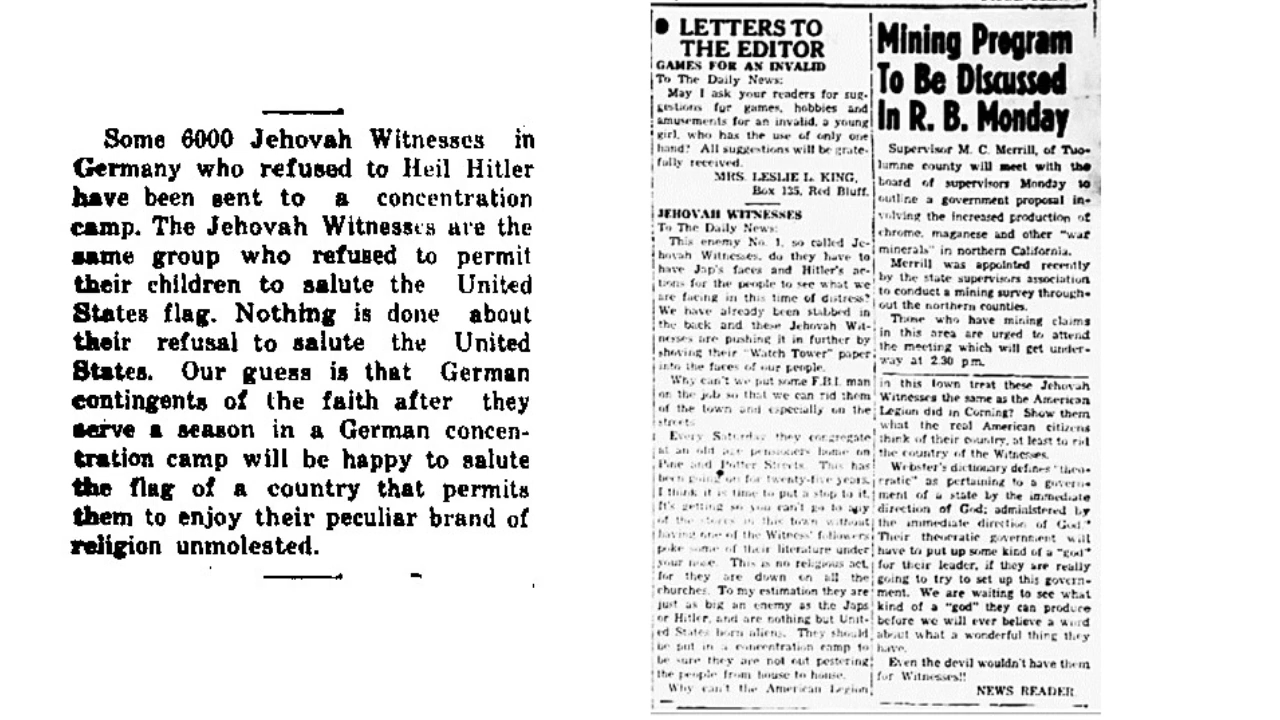 Some 6000 Jehovah Witnesses in
Germany who refused to Heil Hitler
have been sent to a concentration
camp. The Jehovah Witnesses are the
same group who refused to permit
their children to salute the United
States flag. Nothing is done about
their refusal to salute the United
States. Our guess is that German
contingents of the faith after they
serve a season in a German concen-
tration camp will be happy to salute
the flag of a country that permits
them to enjoy their peculiar brand of
religion unmolested.
● LETTERS TO
THE EDITOR
GAMES FOR AN INVALID
To The Daily News:
May I ask your readers for sug-
gestions for games, hobbies and
amusements for an invalid, a young
girl, who has the use of only one
hand? All suggestions will be grate-
fully received.
MRS. LESLIE L. KING,
Box 125, Red Bluff.
JEHOVAH WITNESSES
To The Daily News:
This enemy No. 1, so called Je-
hovah Witnesses, do they have to
have Jap's faces and Hitler's ac-
tions for the people to see what we
are facing in this time of distress?
We have already been stabbed in
the back and these Jehovah Wit-
nesses are pushing it in further by
shoving their "Watch Tower" paper
into the faces of our people.
Why can't we put some F.B.I. man
on the job so that we can rid them
of the town and especially on the
streets.
Every Saturday they congregate
at an old age pensioners home on
Pine and Potter Streets. This has
been going on for twenty-five years.
I think it is time to put a stop to it.
It's getting so you can't go to any
of the stores in this town without
having one of the Witness' followers
poke some of their literature under
your nose. This is no religious act,
for they are down on all the
churches. To my estimation they are
just as big an enemy as the Japs
or Hitler, and are nothing but Unit-
ed States born aliens. They should
be put in a concentration camp to
be sure they are not out pestering
the people from house to house.
Why can't the American Legion
Mining Program
To Be Discussed
In R. B. Monday
Supervisor M. C. Merrill, of Tuo-
lumne county will meet with the
board of supervisors Monday to
outline a government proposal in-
volving the increased production of
chrome, maganese and other "war
minerals" in northern California.
Merrill was appointed recently
by the state supervisors association
to conduct a mining survey through-
out the northern counties.
Those who have mining claims
in this area are urged to attend
the meeting which will get under-
way at 2:30 p.m.
in this town treat these Jehovah
Witnesses the same as the American
Legion did in Corning? Show them
what the real American citizens
think of their country, at least to rid
the country of the Witnesses.
Webster's dictionary defines "theo-
cratic" as pertaining to a govern-
ment of a state by the immediate
direction of God; administered by
the immediate direction of God."
Their theocratic government will
have to put up some kind of a "god"
for their leader, if they are really
going to try to set up this govern-
ment. We are waiting to see what
kind of a "god" they can produce
before we will ever believe a word
about what a wonderful thing they
have.
Even the devil wouldn't have them
for Witnesses!!
NEWS READER